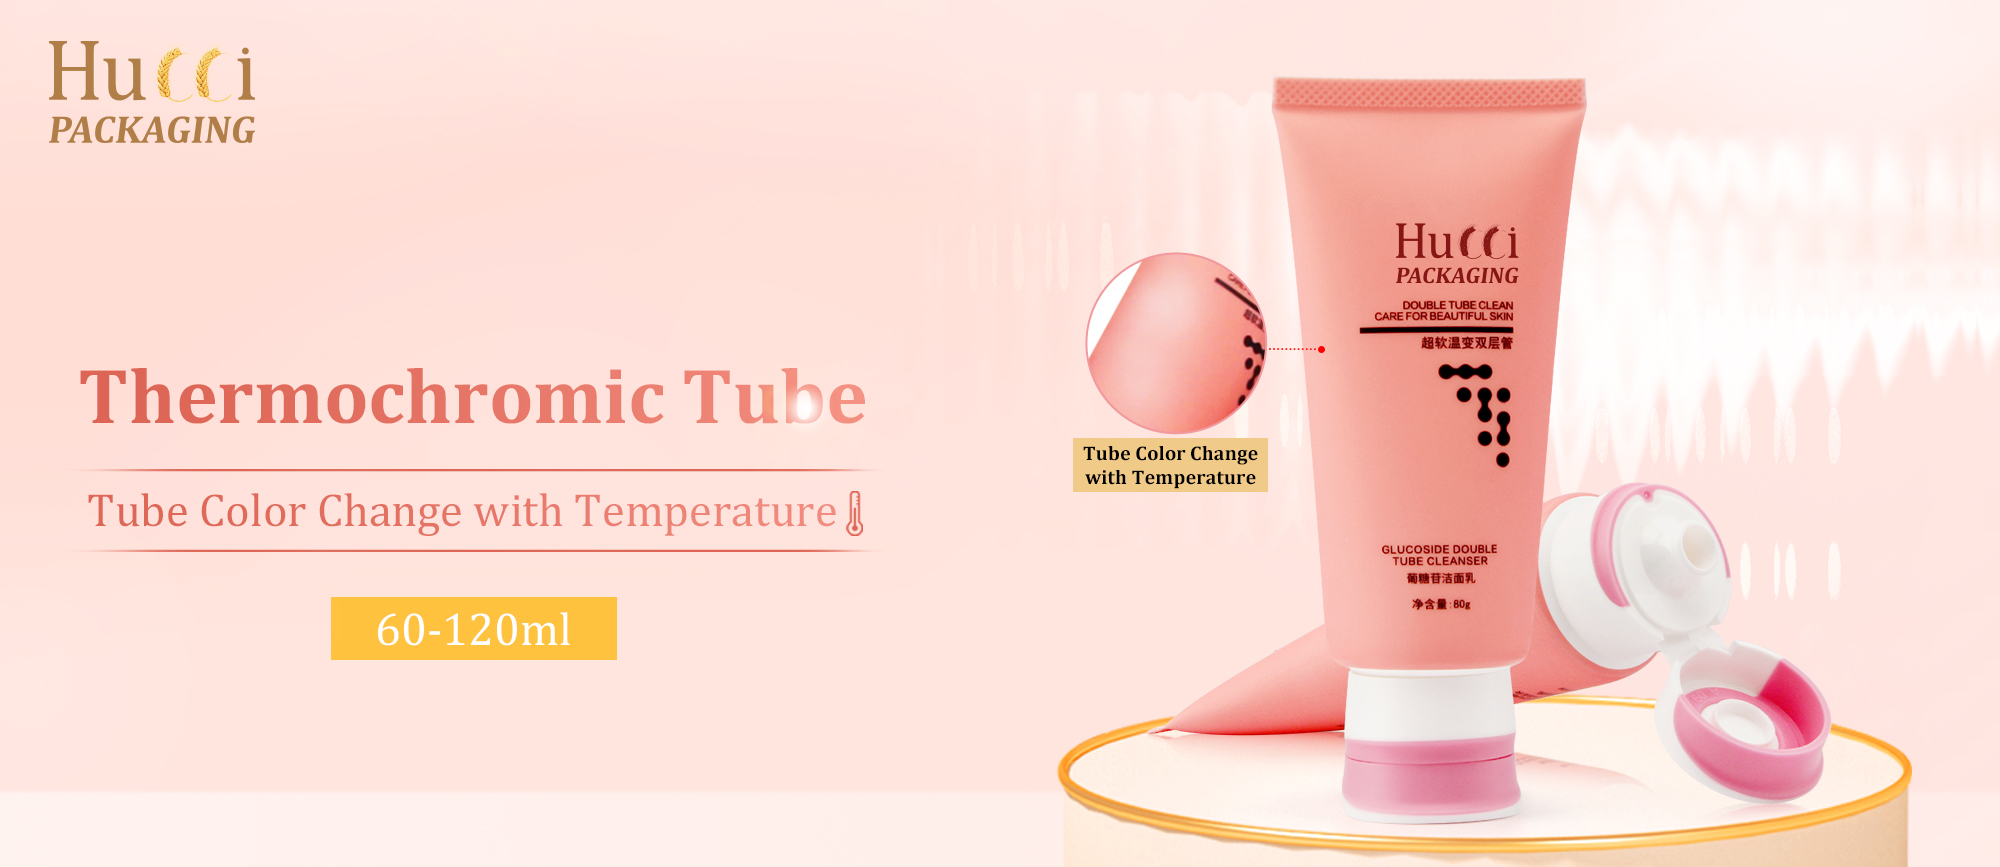 Hucci
PACKAGING
Thermochromic Tube
Tube Color Change with Temperature
60-120ml
Tube Color Change
with Temperature
Hucci
PACKAGING
DOUBLE TUBE CLEAN
CARE FOR BEAUTIFUL SKIN
超软温变双层管
GLUCOSIDE DOUBLE
TUBE CLEANSER
葡糖苷洁面乳
净含量:80g